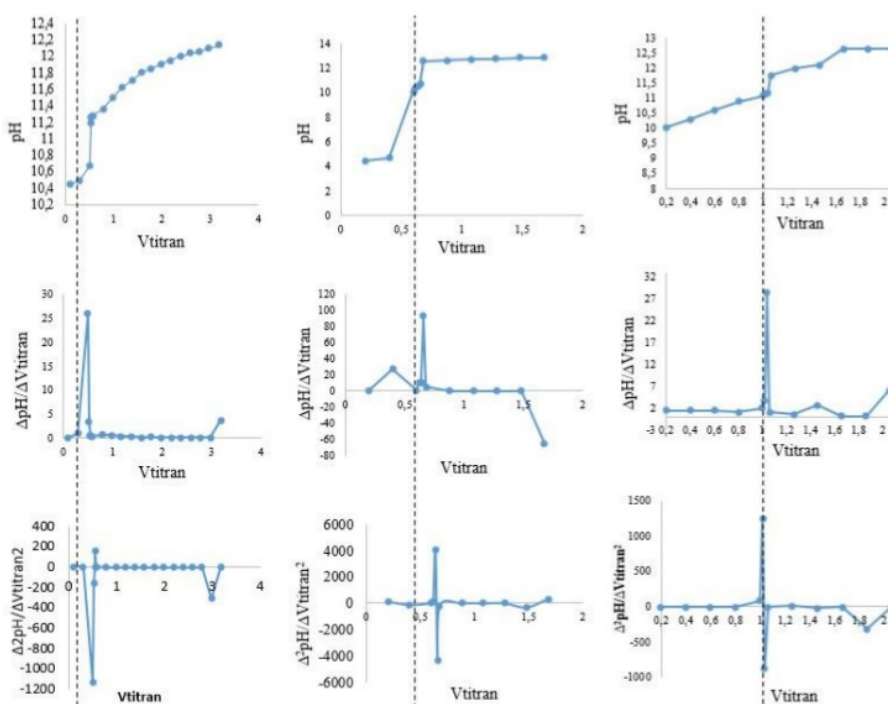 12,4
12,2
12
11,8
11,6
11,4
11,2
11
10,8
10,6
10,4
10,2
pH
0 1 2 3 4
Vtitran
14
12
10
8
6
4
2
0
pH
0 0,5 1 1,5 2
Vtitran
13
12,5
12
11,5
11
10,5
10
9,5
9
8,5
8
pH
0,2 0,4 0,6 0,8 1 1,2 1,4 1,6 1,8 2
Vtitran
30
25
20
15
10
5
0
ΔpH/ΔVtitran
0 1 2 3 4
Vtitran
120
100
80
60
40
20
0
-20
-40
-60
-80
ΔpH/ΔVtitran
0 0,5 1 1,5 2
Vtitran
32
27
22
17
12
7
2
-3
ΔpH/ΔVtitran
0,2 0,4 0,6 0,8 1 1,2 1,4 1,6 1,8 2
Vtitran
400
200
0
-200
-400
-600
-800
-1000
-1200
Δ2pH/ΔVtitran2
0 1 2 3 4
Vtitran
6000
4000
2000
0
-2000
-4000
-6000
Δ²pH/ΔVtitran²
0 0,5 1 1,5 2
Vtitran
1500
1000
500
0
-500
-1000
Δ²pH/ΔVtitran²
0,2 0,4 0,6 0,8 1 1,2 1,4 1,6 1,8 2
Vtitran